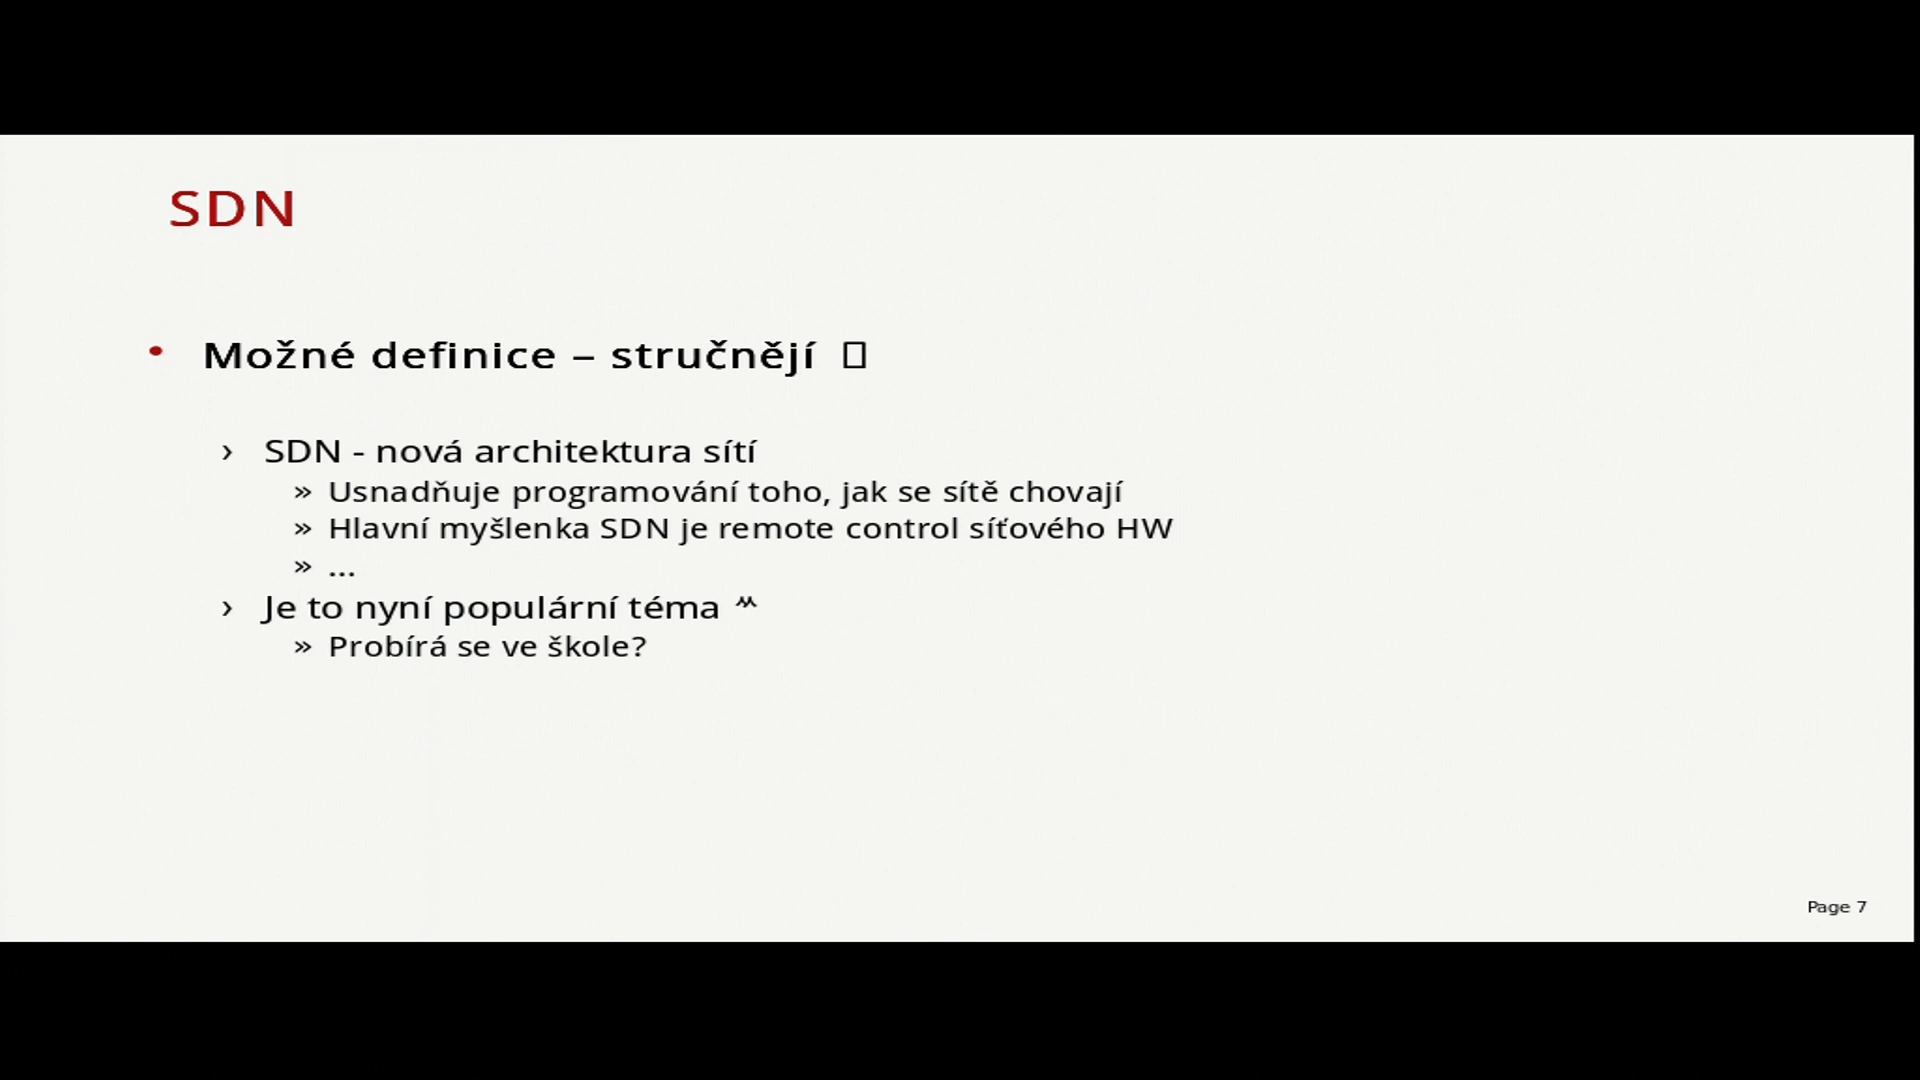 SDN
• Možné definice – stručnějí 
› SDN - nová architektura sítí
» Usnadňuje programování toho, jak se sítě chovají
» Hlavní myšlenka SDN je remote control síťového HW
» ...
› Je to nyní populární téma ^^
» Probírá se ve škole?
Page 7